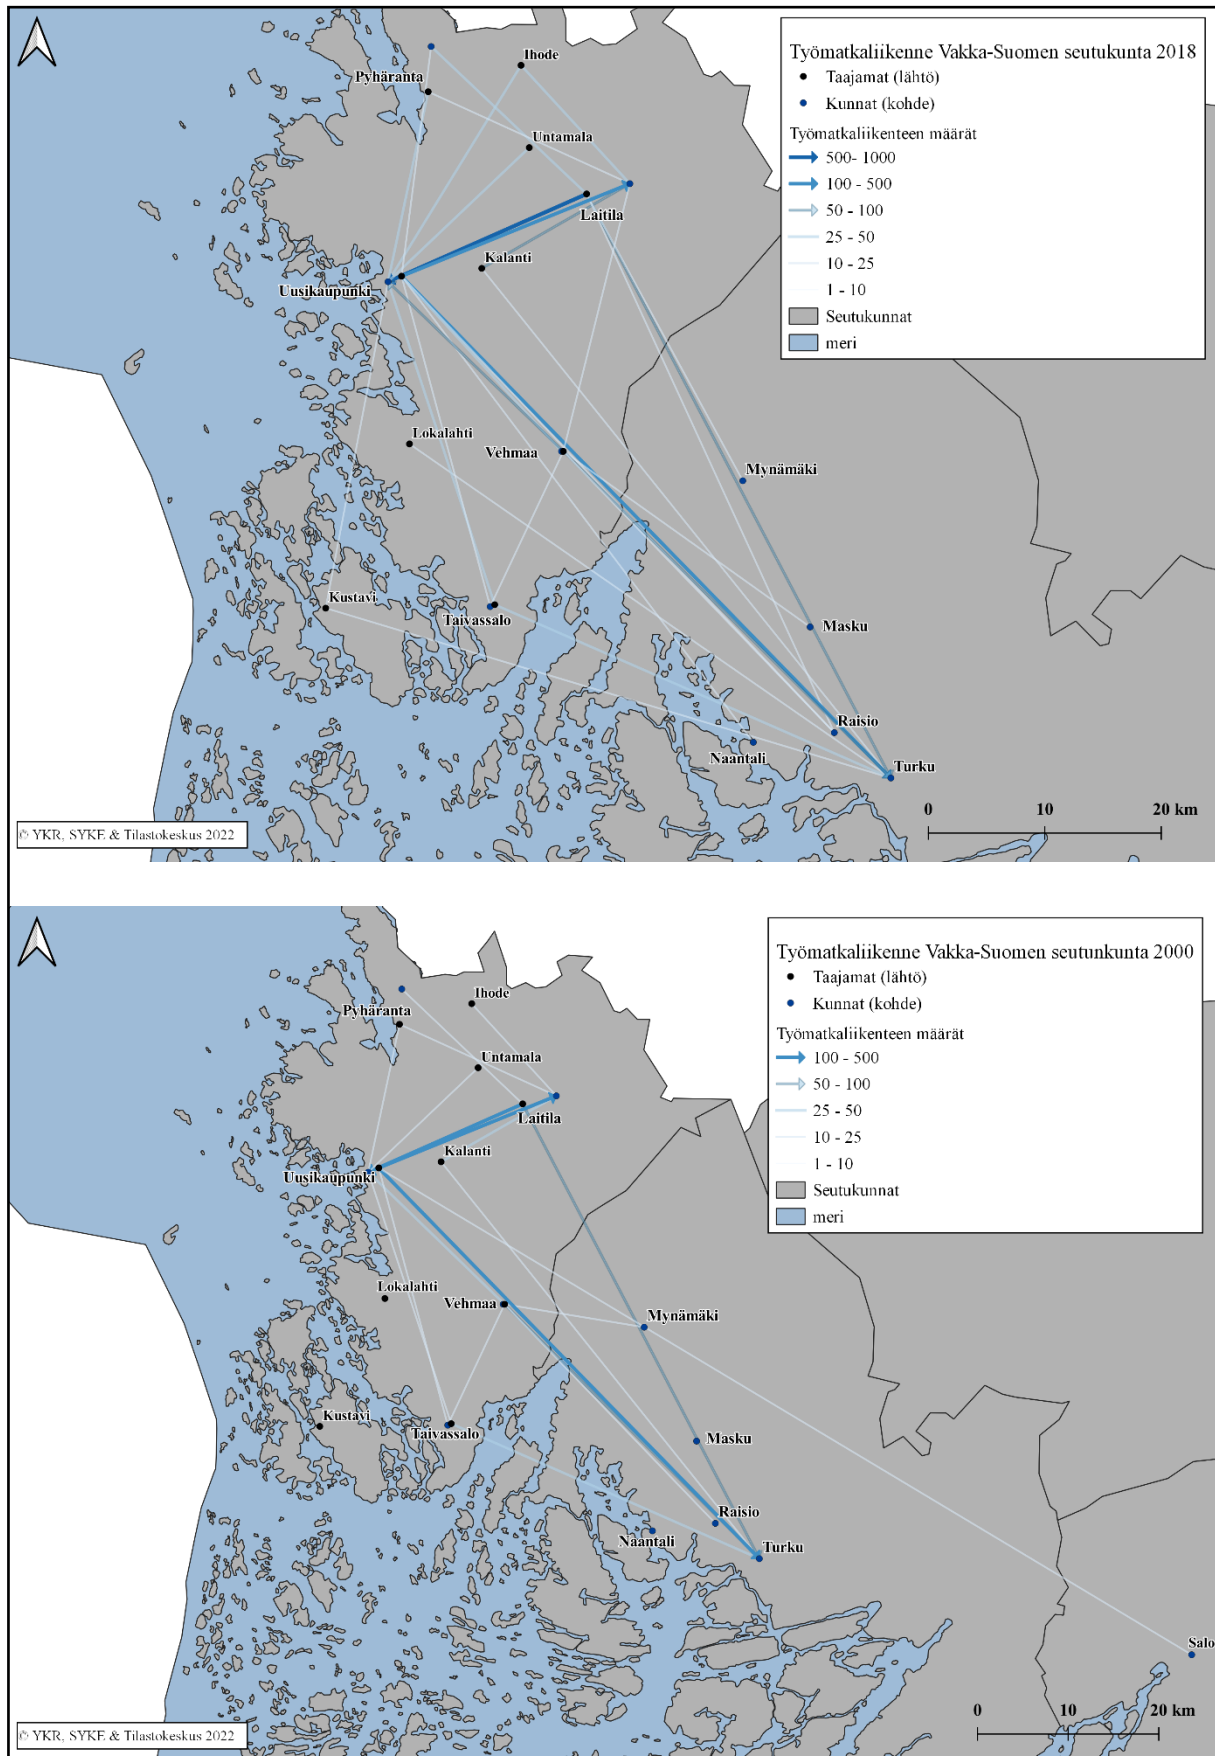 Työmatkaliikenne Vakka-Suomen seutukunta 2018
Taajamat (lähtö)
Kunnat (kohde)
Työmatkaliikenteen määrät
500- 1000
100 - 500
50 - 100
25 - 50
10 - 25
1 - 10
Seutukunnat
meri
Ihode
Pyhäranta
Untamala
Laitila
Kalanti
Uusikaupunki
Lokalahti
Vehmaa
Mynämäki
Kustavi
Taivassalo
Masku
Raisio
Naantali
Turku
0 10 20 km
© YKR, SYKE & Tilastokeskus 2022
Työmatkaliikenne Vakka-Suomen seutunkunta 2000
Taajamat (lähtö)
Kunnat (kohde)
Työmatkaliikenteen määrät
100 - 500
50 - 100
25 - 50
10 - 25
1 - 10
Seutukunnat
meri
Ihode
Pyhäranta
Untamala
Laitila
Kalanti
Uusikaupunki
Lokalahti
Vehmaa
Mynämäki
Kustavi
Taivassalo
Masku
Raisio
Naantali
Turku
Salo
0 10 20 km
© YKR, SYKE & Tilastokeskus 2022